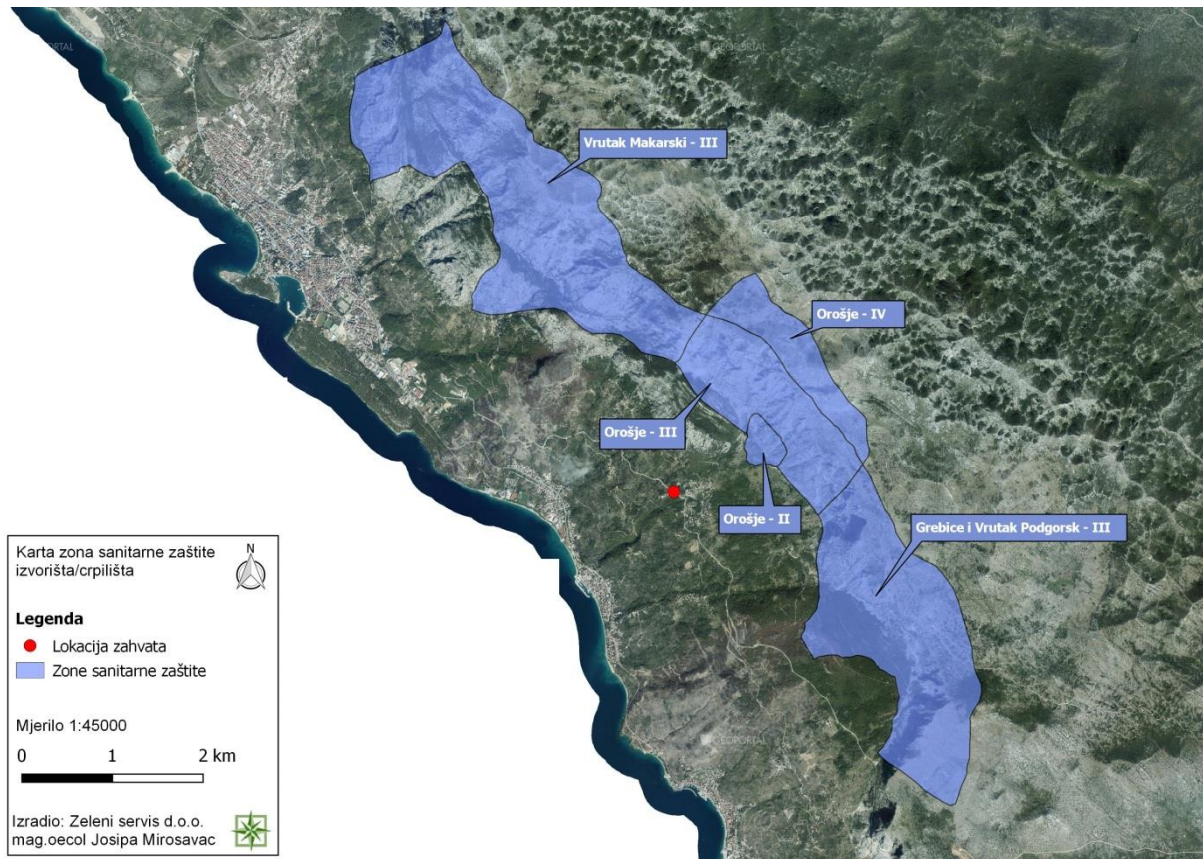 GEOPORTAL
Vrutak Makarski - III
Orošje - IV
Orošje - III
Orošje - II
Grebice i Vrutak Podgorsk - III
GEOPORTAL
Karta zona sanitarne zaštite
izvorišta/crpilišta
N
Legenda
Lokacija zahvata
Zone sanitarne zaštite
Mjerilo 1:45000
0 1 2 km
Izradio: Zeleni servis d.o.o.
mag.oecol Josipa Mirosavac